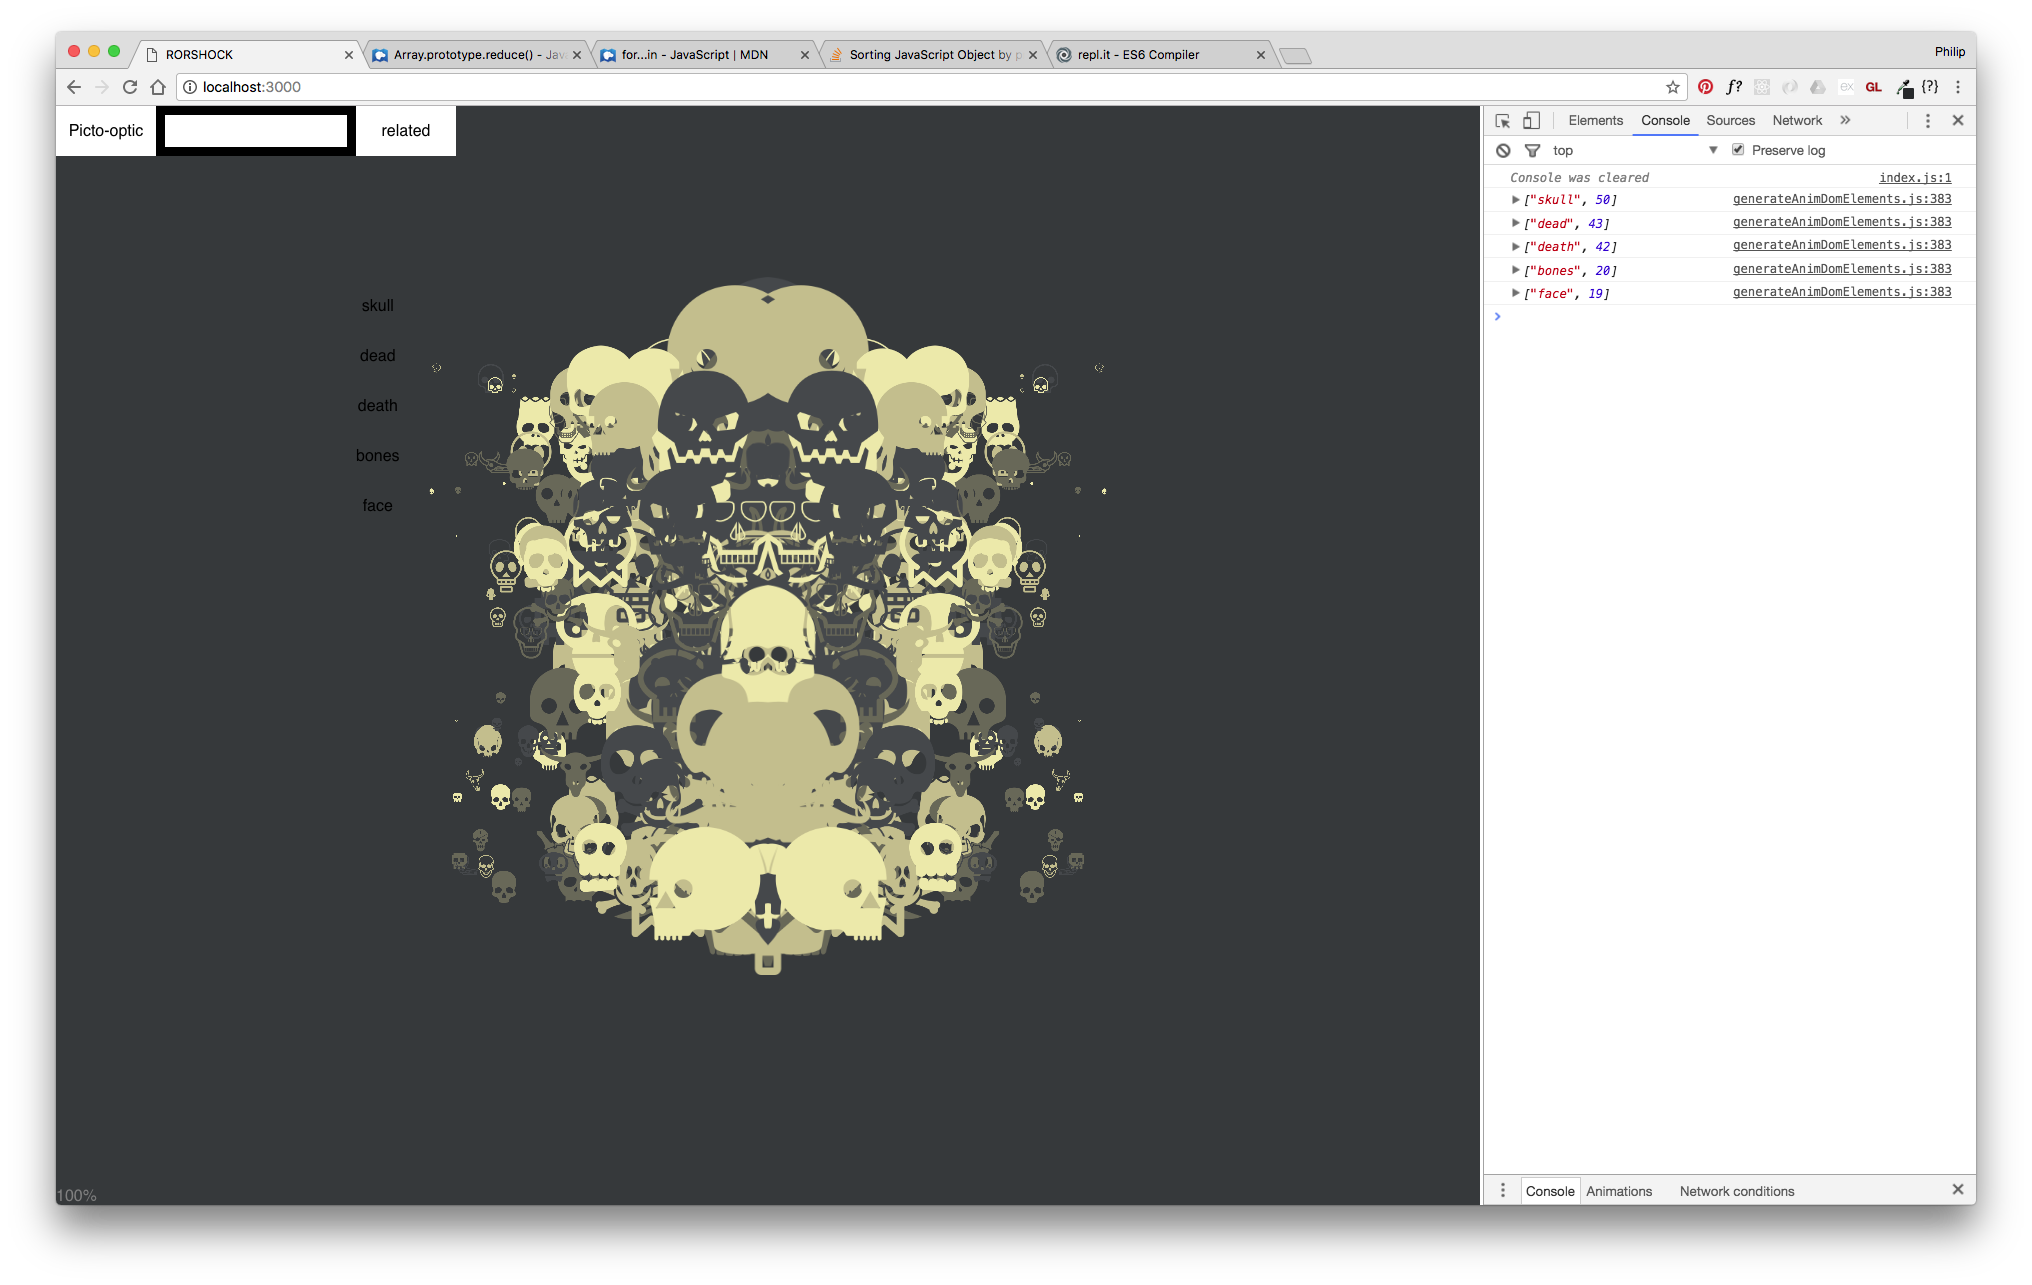 RORSHOCK
Array.prototype.reduce() - Jav
for...in - JavaScript | MDN
Sorting JavaScript Object by p
repl.it - ES6 Compiler
Philip
localhost:3000
f?
ex
GL
{?}
Picto-optic
related
Elements
Console
Sources
Network
top
Preserve log
Console was cleared
index.js:1
["skull", 50]
generateAnimDomElements.js:383
["dead", 43]
generateAnimDomElements.js:383
["death", 42]
generateAnimDomElements.js:383
["bones", 20]
generateAnimDomElements.js:383
["face", 19]
generateAnimDomElements.js:383
skull
dead
death
bones
face
100%
Console
Animations
Network conditions